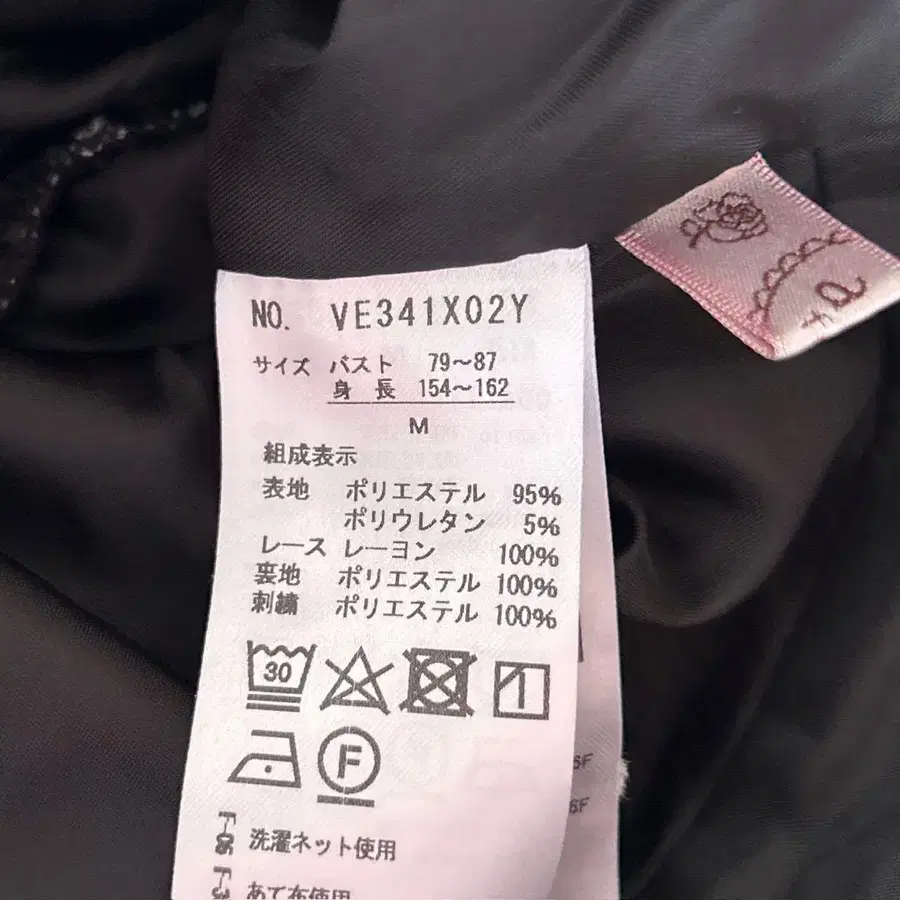 NO. VE341X02Y
サイズ バスト 79～87
身長 154～162
M
組成表示
表地 ポリエステル 95%
ポリウレタン 5%
レース レーヨン 100%
裏地 ポリエステル 100%
刺繍 ポリエステル 100%
30
F
洗濯ネット使用
あて布使用